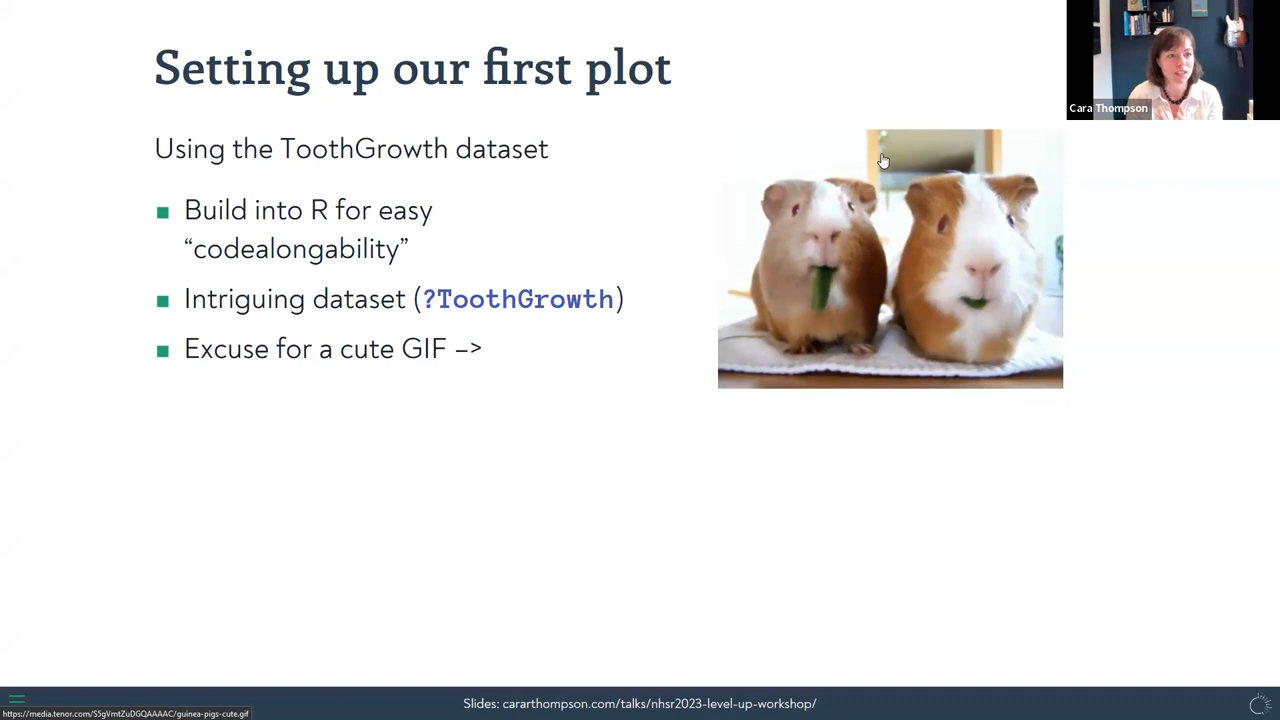 Setting up our first plot
Cara Thompson
Using the ToothGrowth dataset
Build into R for easy
“codealongability”
Intriguing dataset (?ToothGrowth)
Excuse for a cute GIF –>
Slides: cararthompson.com/talks/nhsr2023-level-up-workshop/
https://media.tenor.com/S5gVmtZuDGQAAAAC/guinea-pigs-cute.gif